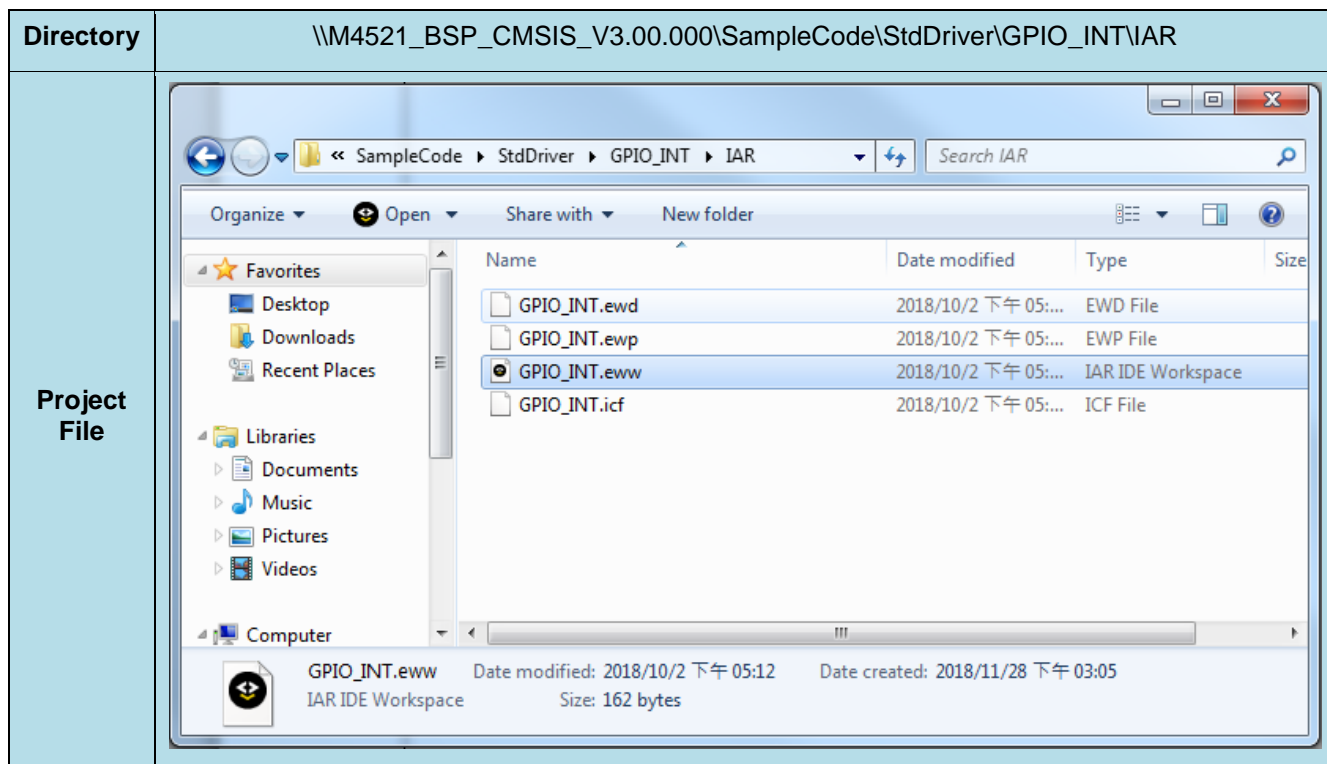 Directory
\\M4521_BSP_CMSIS_V3.00.000\SampleCode\StdDriver\GPIO_INT\IAR
Project
File
« SampleCode ▸ StdDriver ▸ GPIO_INT ▸ IAR
Search IAR
Organize Open Share with New folder
Favorites
Desktop
Downloads
Recent Places
Libraries
Documents
Music
Pictures
Videos
Computer
Name Date modified Type Size
GPIO_INT.ewd 2018/10/2 下午 05:... EWD File
GPIO_INT.ewp 2018/10/2 下午 05:... EWP File
GPIO_INT.eww 2018/10/2 下午 05:... IAR IDE Workspace
GPIO_INT.icf 2018/10/2 下午 05:... ICF File
GPIO_INT.eww Date modified: 2018/10/2 下午 05:12 Date created: 2018/11/28 下午 03:05
IAR IDE Workspace Size: 162 bytes